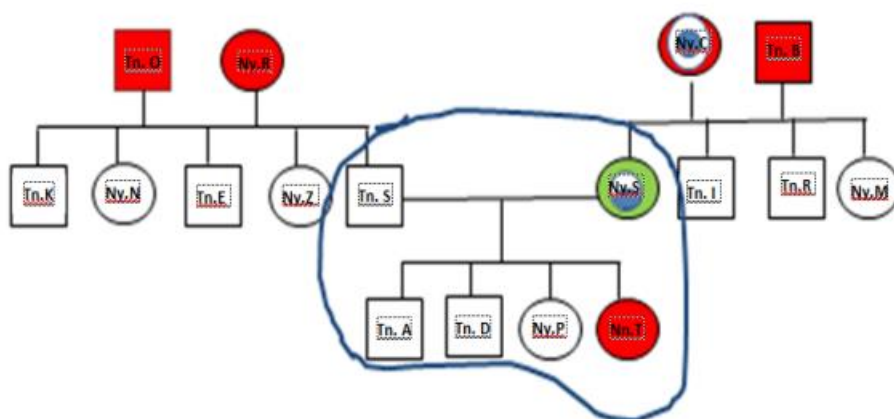 Tn. O
Ny.R
Ny.C
Tn. B
Tn.K
Ny.N
Tn.E
Ny.Z
Tn. S
Ny.S
Tn. I
Tn.R
Ny.M
Tn. A
Tn. D
Ny.P
Nn.T